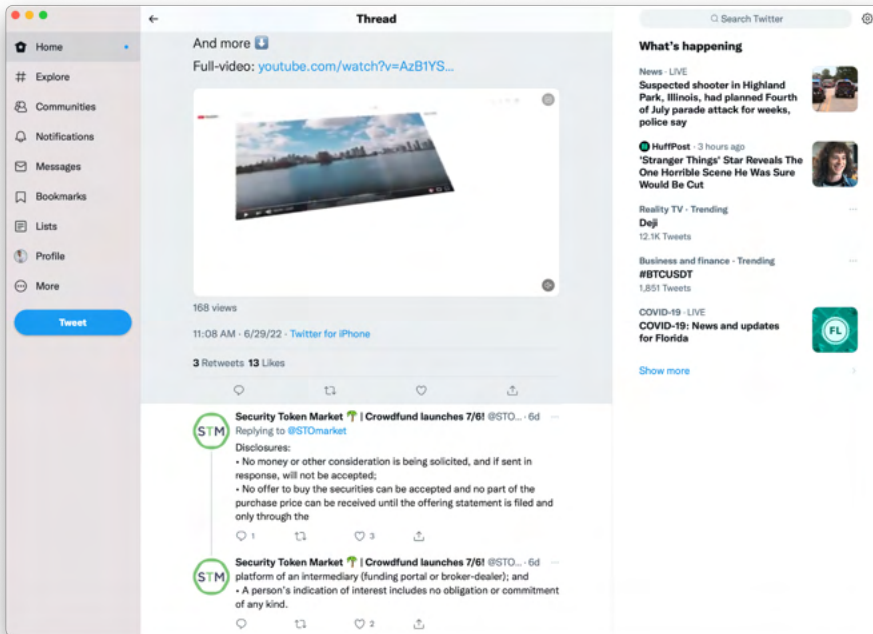 Home
Explore
Communities
Notifications
Messages
Bookmarks
Lists
Profile
More
Tweet
Thread
And more
Full-video: youtube.com/watch?v=AzB1YS...
168 views
11:08 AM · 6/29/22 · Twitter for iPhone
3 Retweets 13 Likes
STM
Security Token Market 🌴 | Crowdfund launches 7/6! @STO... · 6d
Replying to @STOmarket
Disclosures:
• No money or other consideration is being solicited, and if sent in
response, will not be accepted;
• No offer to buy the securities can be accepted and no part of the
purchase price can be received until the offering statement is filed and
only through the
1
3
STM
Security Token Market 🌴 | Crowdfund launches 7/6! @STO... · 6d
platform of an intermediary (funding portal or broker-dealer); and
• A person's indication of interest includes no obligation or commitment
of any kind.
2
Search Twitter
What's happening
News · LIVE
Suspected shooter in Highland
Park, Illinois, had planned Fourth
of July parade attack for weeks,
police say
HuffPost · 3 hours ago
'Stranger Things' Star Reveals The
One Horrible Scene He Was Sure
Would Be Cut
Reality TV · Trending
Deji
12.1K Tweets
Business and finance · Trending
#BTCUSDT
1,851 Tweets
COVID-19 · LIVE
COVID-19: News and updates
for Florida
FL
Show more